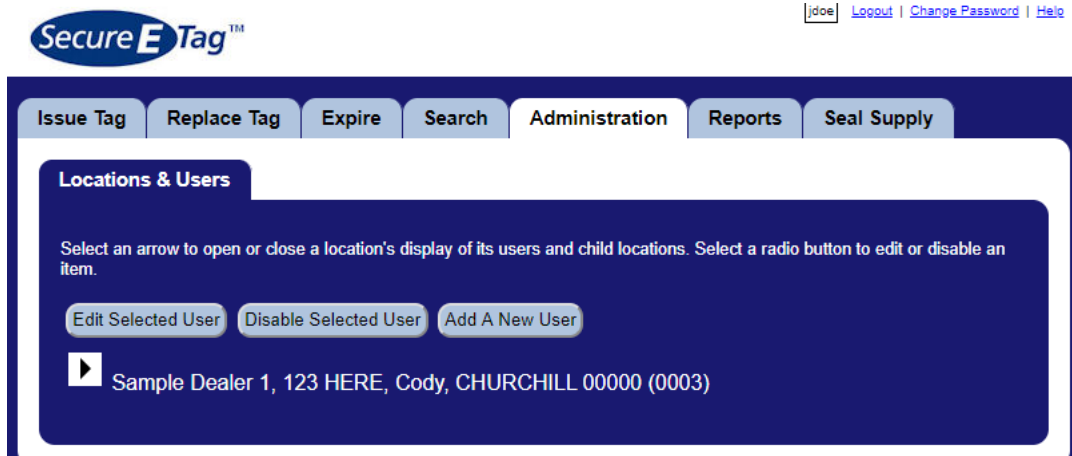 Secure E Tag™
jdoe Logout | Change Password | Help
Issue Tag Replace Tag Expire Search Administration Reports Seal Supply
Locations & Users
Select an arrow to open or close a location's display of its users and child locations. Select a radio button to edit or disable an
item.
Edit Selected User Disable Selected User Add A New User
Sample Dealer 1, 123 HERE, Cody, CHURCHILL 00000 (0003)